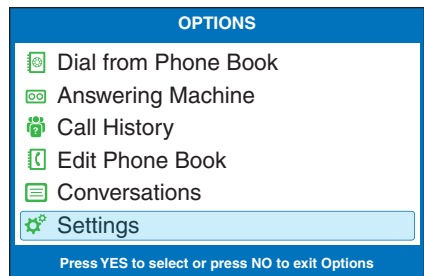 OPTIONS
Dial from Phone Book
Answering Machine
Call History
Edit Phone Book
Conversations
Settings
Press YES to select or press NO to exit Options